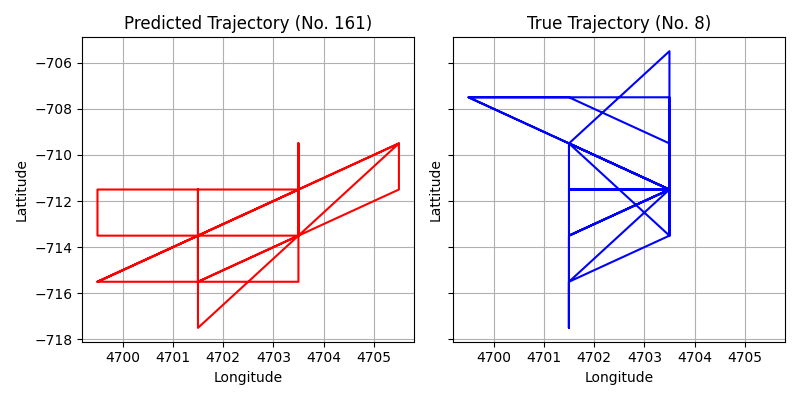 Predicted Trajectory (No. 161)
True Trajectory (No. 8)
−706
−708
−710
−712
−714
−716
−718
Lattitude
Lattitude
4700 4701 4702 4703 4704 4705
4700 4701 4702 4703 4704 4705
Longitude
Longitude